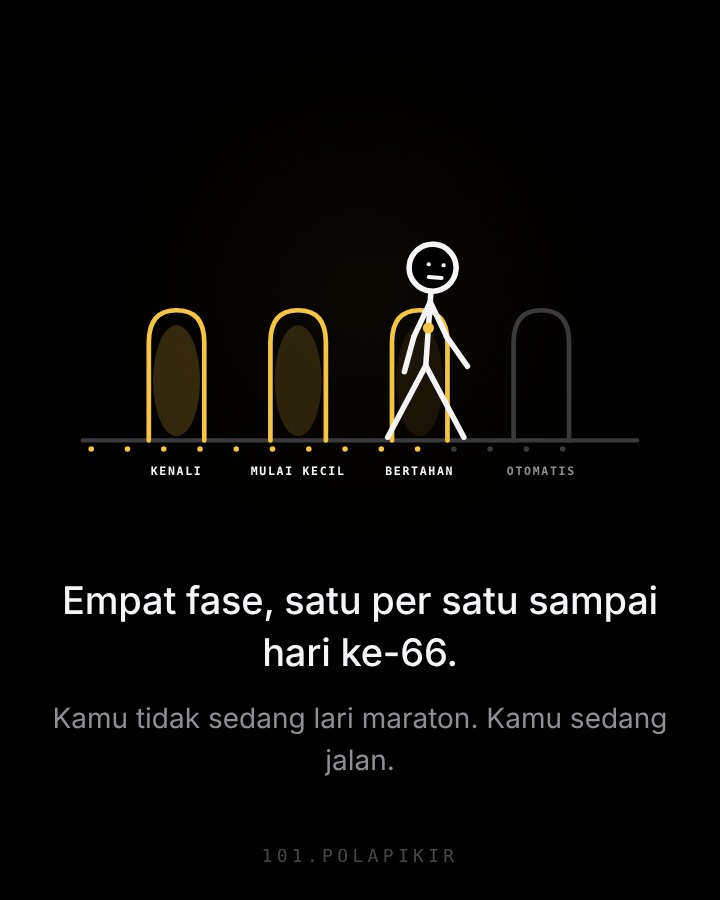 KENALI MULAI KECIL BERTAHAN OTOMATIS
Empat fase, satu per satu sampai
hari ke-66.
Kamu tidak sedang lari maraton. Kamu sedang
jalan.
101.POLAPIKIR